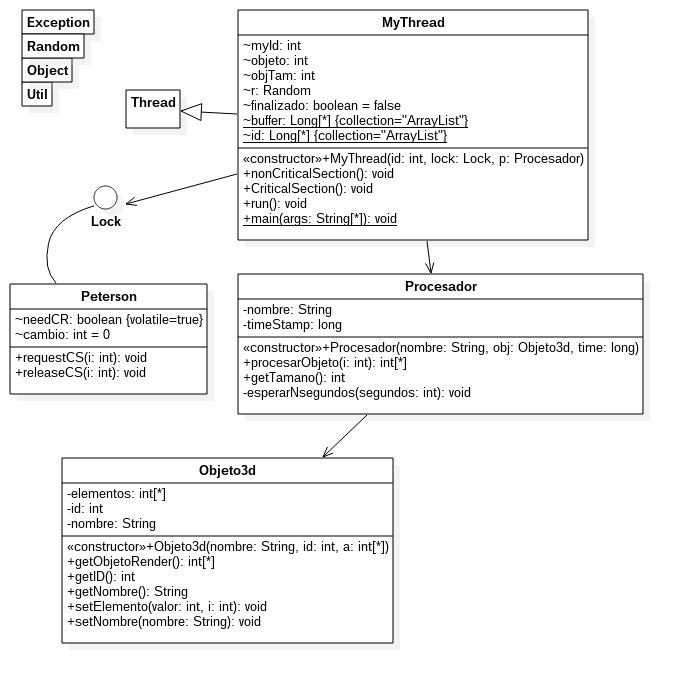 Exception
Random
Object
Util
MyThread
~myId: int
~objeto: int
~objTam: int
~r: Random
~finalizado: boolean = false
~buffer: Long[*] {collection="ArrayList"}
~id: Long[*] {collection="ArrayList"}
«constructor»+MyThread(id: int, lock: Lock, p: Procesador)
+nonCriticalSection(): void
+CriticalSection(): void
+run(): void
+main(args: String[*]): void
Thread
Lock
Peterson
~needCR: boolean {volatile=true}
~cambio: int = 0
+requestCS(i: int): void
+releaseCS(i: int): void
Procesador
-nombre: String
-timeStamp: long
«constructor»+Procesador(nombre: String, obj: Objeto3d, time: long)
+procesarObjeto(i: int): int[*]
+getTamano(): int
-esperarNsegundos(segundos: int): void
Objeto3d
-elementos: int[*]
-id: int
-nombre: String
«constructor»+Objeto3d(nombre: String, id: int, a: int[*])
+getObjetoRender(): int[*]
+getID(): int
+getNombre(): String
+setElemento(valor: int, i: int): void
+setNombre(nombre: String): void